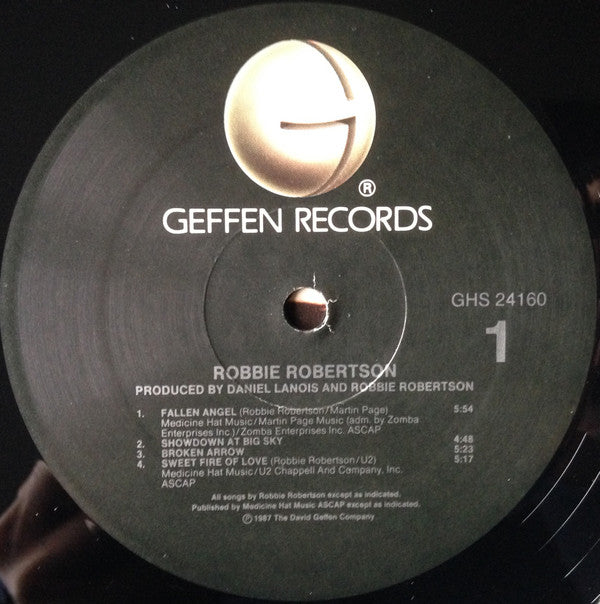 ®
GEFFEN RECORDS
GHS 24160
1
ROBBIE ROBERTSON
PRODUCED BY DANIEL LANOIS AND ROBBIE ROBERTSON
1. FALLEN ANGEL (Robbie Robertson/Martin Page) 5:54
Medicine Hat Music/Martin Page Music (adm. by Zomba
Enterprises Inc.)/Zomba Enterprises Inc. ASCAP
2. SHOWDOWN AT BIG SKY 4:48
3. BROKEN ARROW 5:23
4. SWEET FIRE OF LOVE (Robbie Robertson/U2) 5:17
Medicine Hat Music/U2 Chappell And Company, Inc.
ASCAP
All songs by Robbie Robertson except as indicated.
Published by Medicine Hat Music ASCAP except as indicated.
℗ 1987 The David Geffen Company